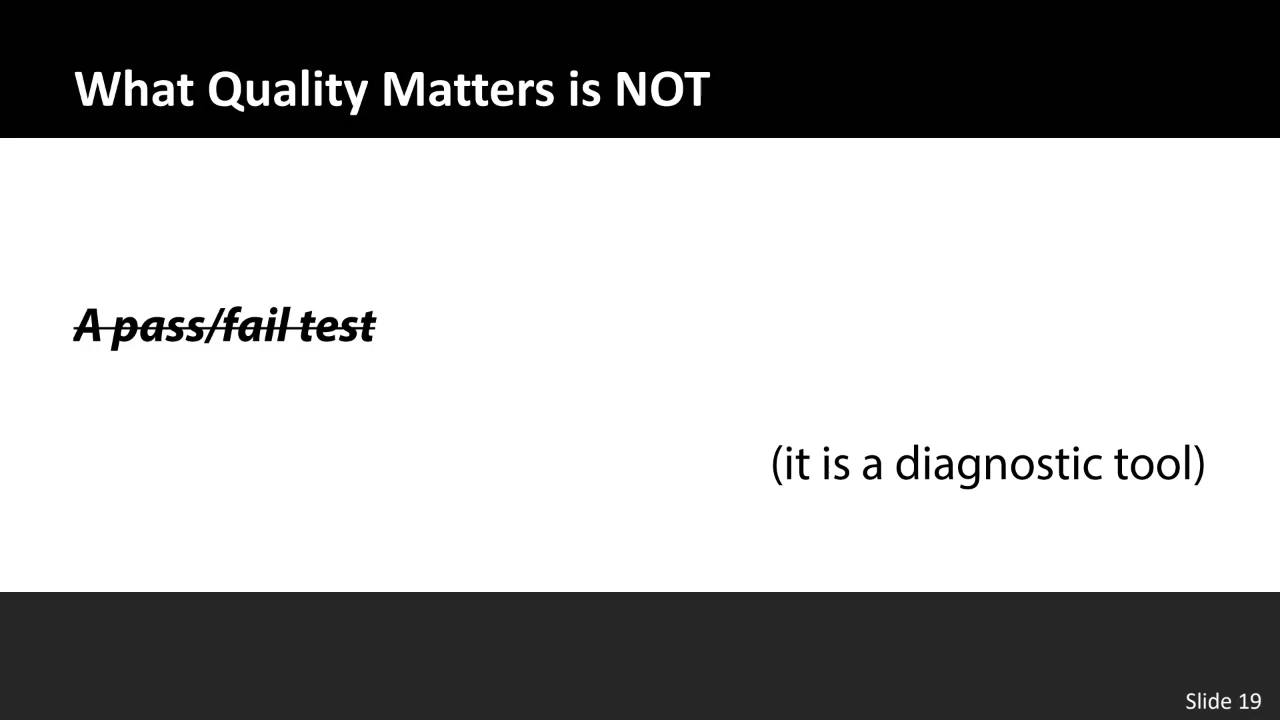 What Quality Matters is NOT
A pass/fail test
(it is a diagnostic tool)
Slide 19